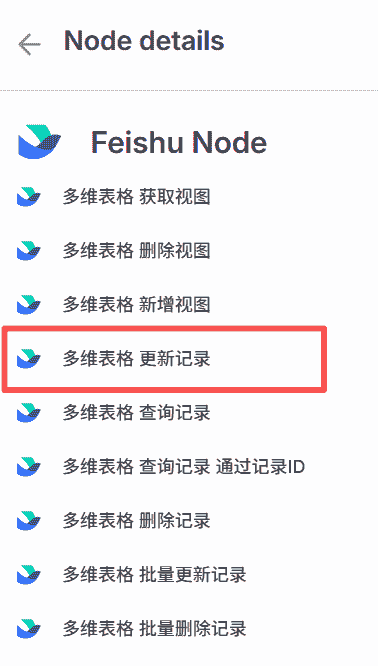 Node details
Feishu Node
多维表格 获取视图
多维表格 删除视图
多维表格 新增视图
多维表格 更新记录
多维表格 查询记录
多维表格 查询记录 通过记录ID
多维表格 删除记录
多维表格 批量更新记录
多维表格 批量删除记录